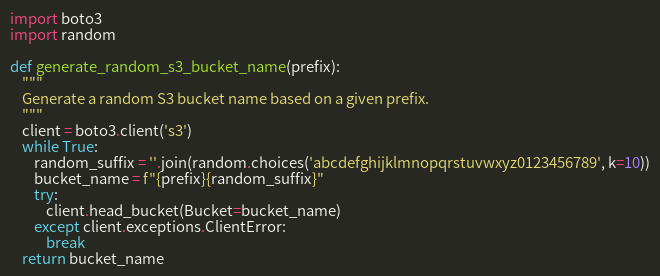 import boto3
import random

def generate_random_s3_bucket_name(prefix):
    """
    Generate a random S3 bucket name based on a given prefix.
    """
    client = boto3.client('s3')
    while True:
        random_suffix = ''.join(random.choices('abcdefghijklmnopqrstuvwxyz0123456789', k=10))
        bucket_name = f"{prefix}{random_suffix}"
        try:
            client.head_bucket(Bucket=bucket_name)
        except client.exceptions.ClientError:
            break
    return bucket_name